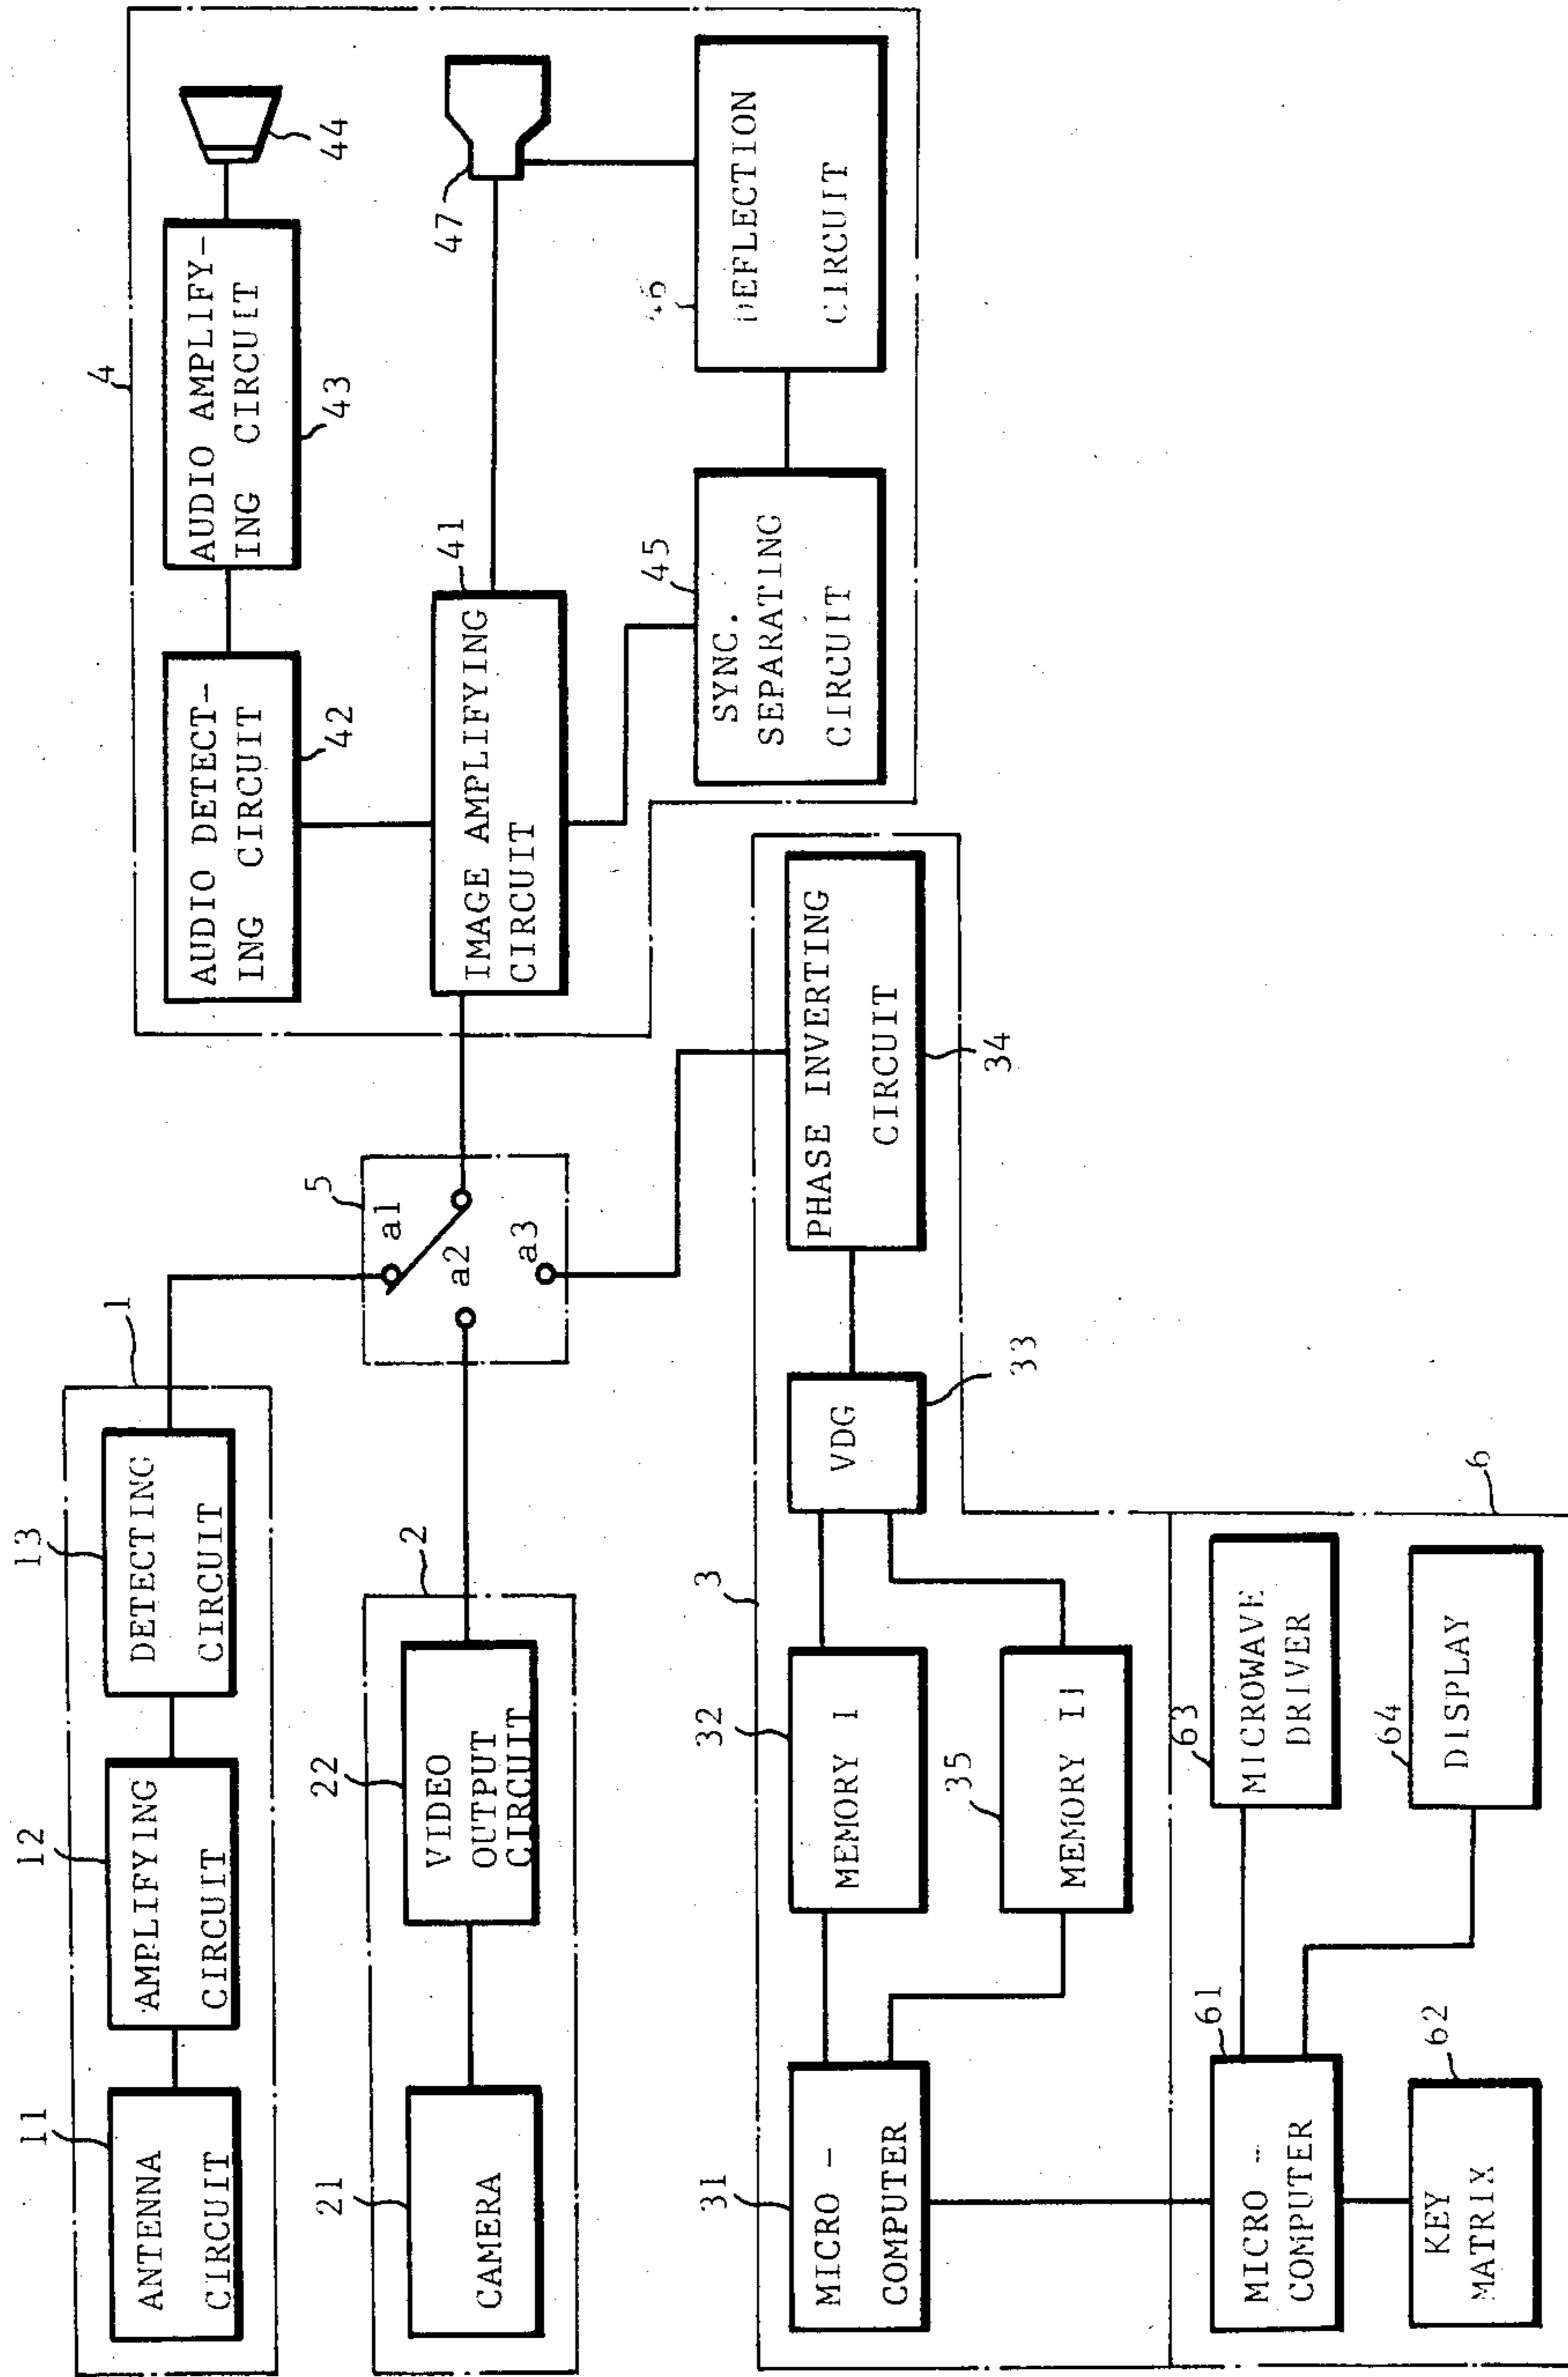 11
12
13
1
ANTENNA
CIRCUIT
AMPLIFYING
CIRCUIT
DETECTING
CIRCUIT
21
22
2
CAMERA
VIDEO
OUTPUT
CIRCUIT
5
a1
a2
a3
4
AUDIO DETECT-
ING CIRCUIT
42
AUDIO AMPLIFY-
ING CIRCUIT
43
44
41
IMAGE AMPLIFYING
CIRCUIT
47
45
SYNC.
SEPARATING
CIRCUIT
46
DEFLECTION
CIRCUIT
3
31
MICRO-
COMPUTER
32
MEMORY I
35
MEMORY II
VDG
33
PHASE INVERTING
CIRCUIT
34
6
61
MICRO-
COMPUTER
62
KEY
MATRIX
63
MICROWAVE
DRIVER
64
DISPLAY